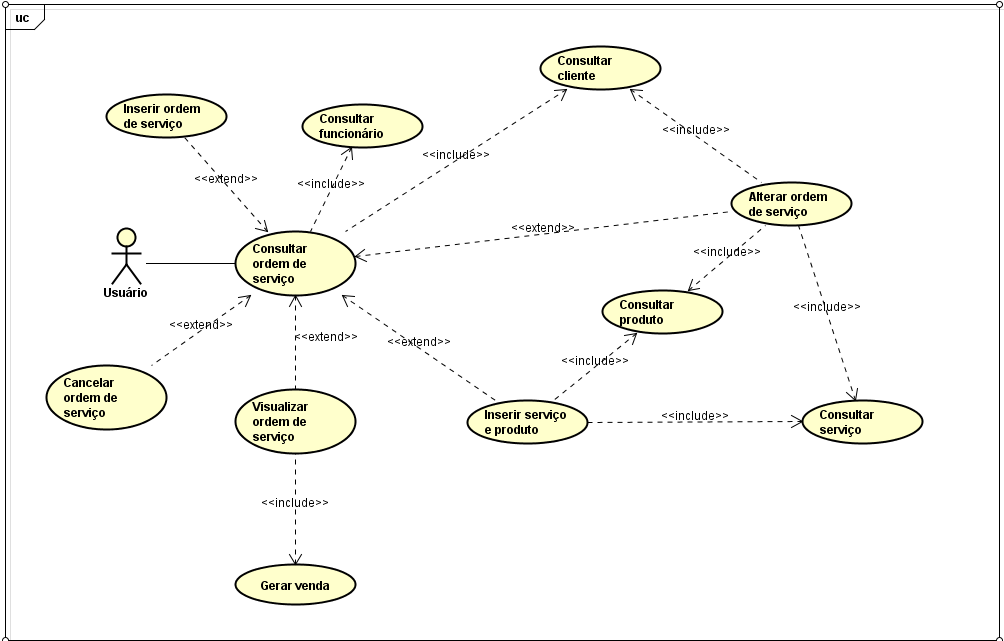 uc
Consultar
cliente
Inserir ordem
de serviço
Consultar
funcionário
<<include>>
<<include>>
<<extend>>
<<include>>
Alterar ordem
de serviço
<<extend>>
Consultar
ordem de
serviço
<<include>>
Usuário
Consultar
produto
<<include>>
<<extend>>
<<extend>>
<<extend>>
<<include>>
Cancelar
ordem de
serviço
Visualizar
ordem de
serviço
Inserir serviço
e produto
<<include>>
Consultar
serviço
<<include>>
Gerar venda